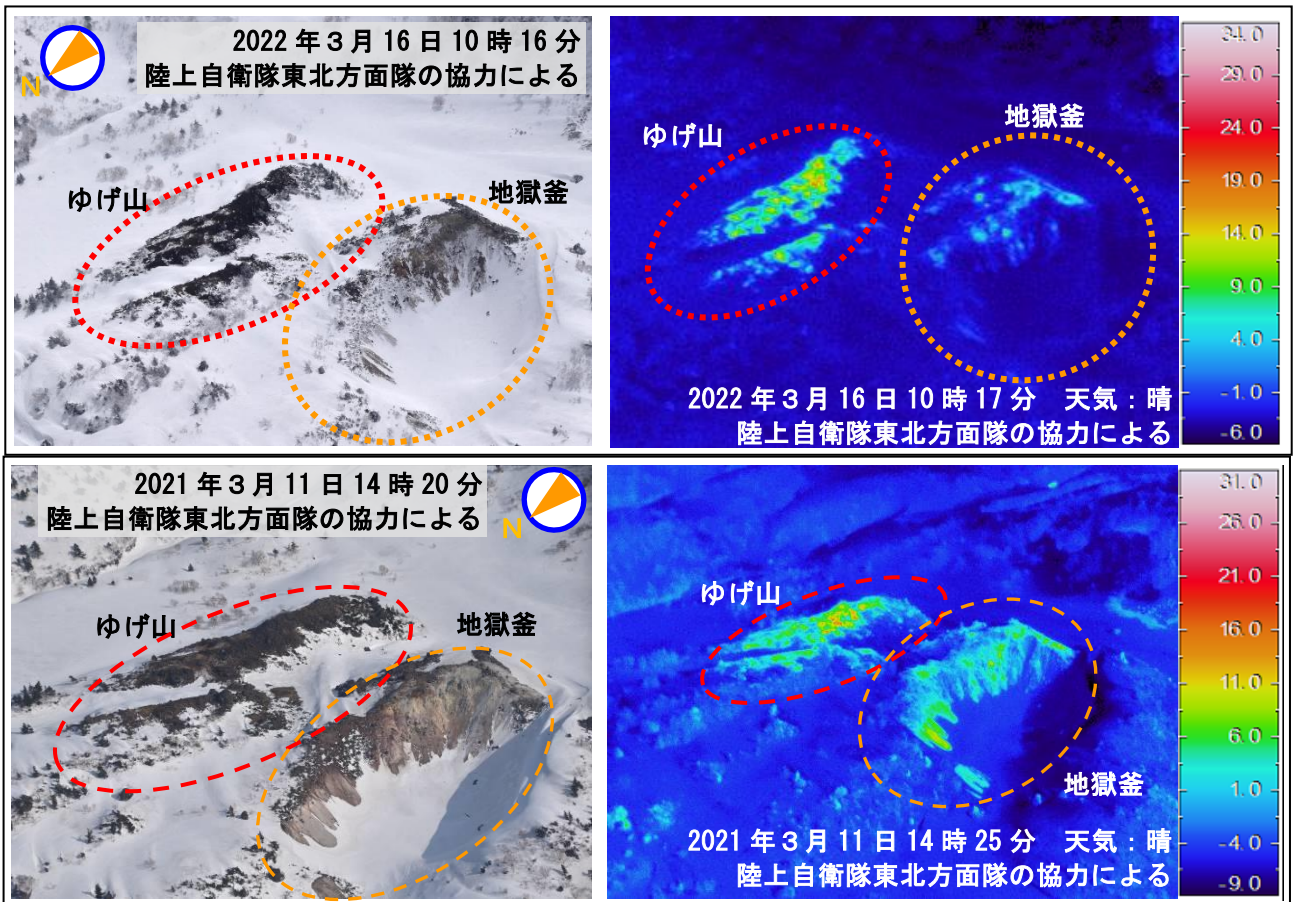 2022年3月16日10時16分
陸上自衛隊東北方面隊の協力による
N
ゆげ山
地獄釜
ゆげ山
地獄釜
2022年3月16日10時17分　天気：晴
陸上自衛隊東北方面隊の協力による
34.0
29.0
24.0
19.0
14.0
9.0
4.0
-1.0
-6.0
2021年3月11日14時20分
陸上自衛隊東北方面隊の協力による
N
ゆげ山
地獄釜
ゆげ山
地獄釜
2021年3月11日14時25分　天気：晴
陸上自衛隊東北方面隊の協力による
31.0
26.0
21.0
16.0
11.0
6.0
1.0
-4.0
-9.0